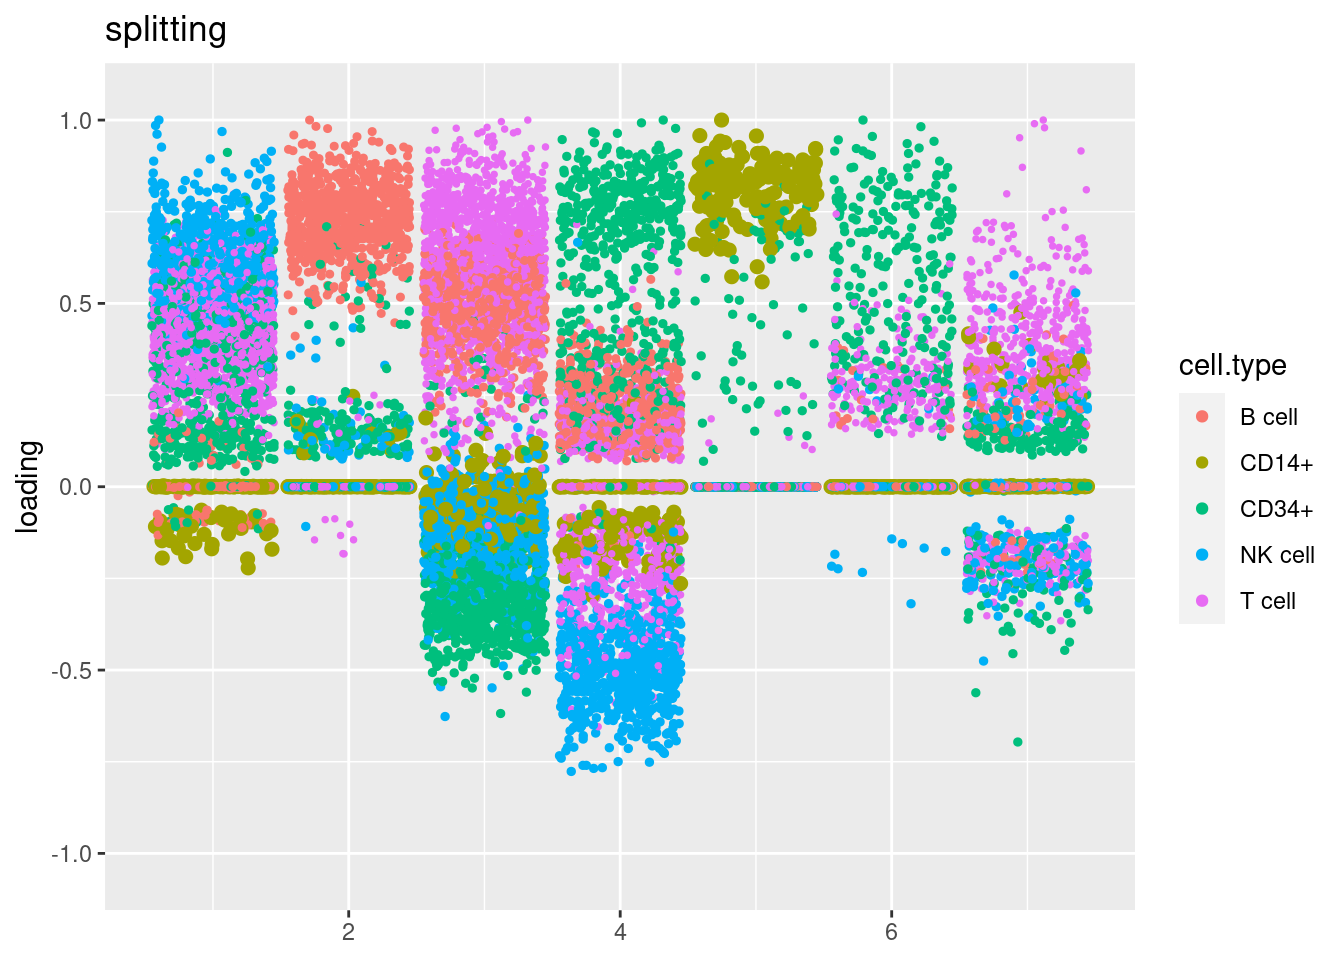 splitting
1.0
0.5
0.0
-0.5
-1.0
loading
2
4
6
cell.type
B cell
CD14+
CD34+
NK cell
T cell